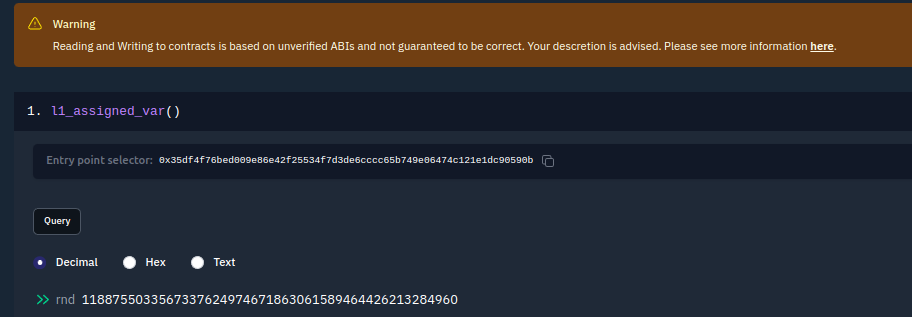 Warning
Reading and Writing to contracts is based on unverified ABIs and not guaranteed to be correct. Your descretion is advised. Please see more information here.
1. l1_assigned_var()
Entry point selector: 0x35df4f76bed009e86e42f25534f7d3de6cccc65b749e06474c121e1dc90590b
Query
Decimal Hex Text
rnd 1188755033567337624974671863061589464426213284960